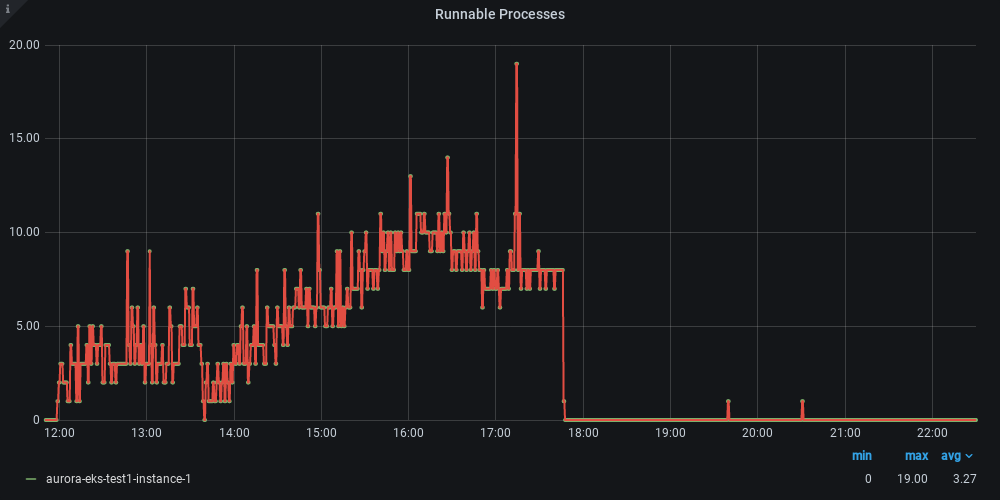 i
Runnable Processes
20.00
15.00
10.00
5.00
0
12:00 13:00 14:00 15:00 16:00 17:00 18:00 19:00 20:00 21:00 22:00
min max avg
aurora-eks-test1-instance-1 0 19.00 3.27